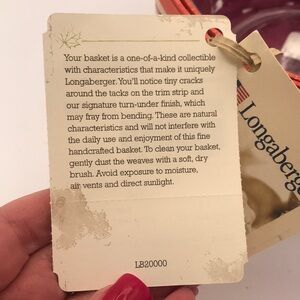 Your basket is a one-of-a-kind collectible
with characteristics that make it uniquely
Longaberger. You'll notice tiny cracks
around the tacks on the trim strip and
our signature turn-under finish, which
may fray from bending. These are natural
characteristics and will not interfere with
the daily use and enjoyment of this fine
handcrafted basket. To clean your basket,
gently dust the weaves with a soft, dry
brush. Avoid exposure to moisture,
air vents and direct sunlight.
LB20000
Longaberg